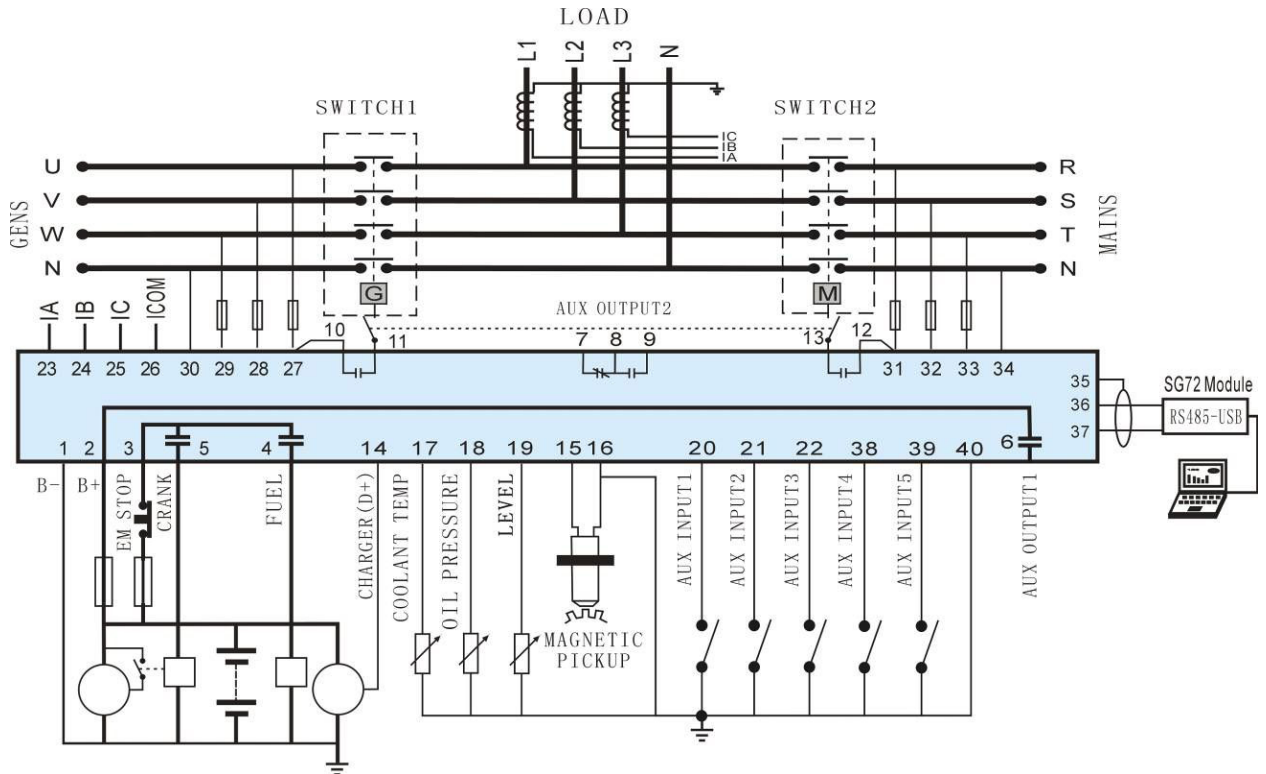 LOAD
L1
L2
L3
N
SWITCH1
SWITCH2
IC
IB
IA
GENS
U
V
W
N
R
S
T
N
MAINS
G
M
AUX OUTPUT2
IA
IB
IC
ICOM
10
11
7
8
9
13
12
23
24
25
26
30
29
28
27
31
32
33
34
35
36
37
SG72 Module
RS485-USB
1
2
3
5
4
14
17
18
19
15
16
20
21
22
38
39
40
6
B-
B+
EM STOP
CRANK
FUEL
CHARGER(D+)
COOLANT TEMP
OIL PRESSURE
LEVEL
MAGNETIC
PICKUP
AUX INPUT1
AUX INPUT2
AUX INPUT3
AUX INPUT4
AUX INPUT5
AUX OUTPUT1